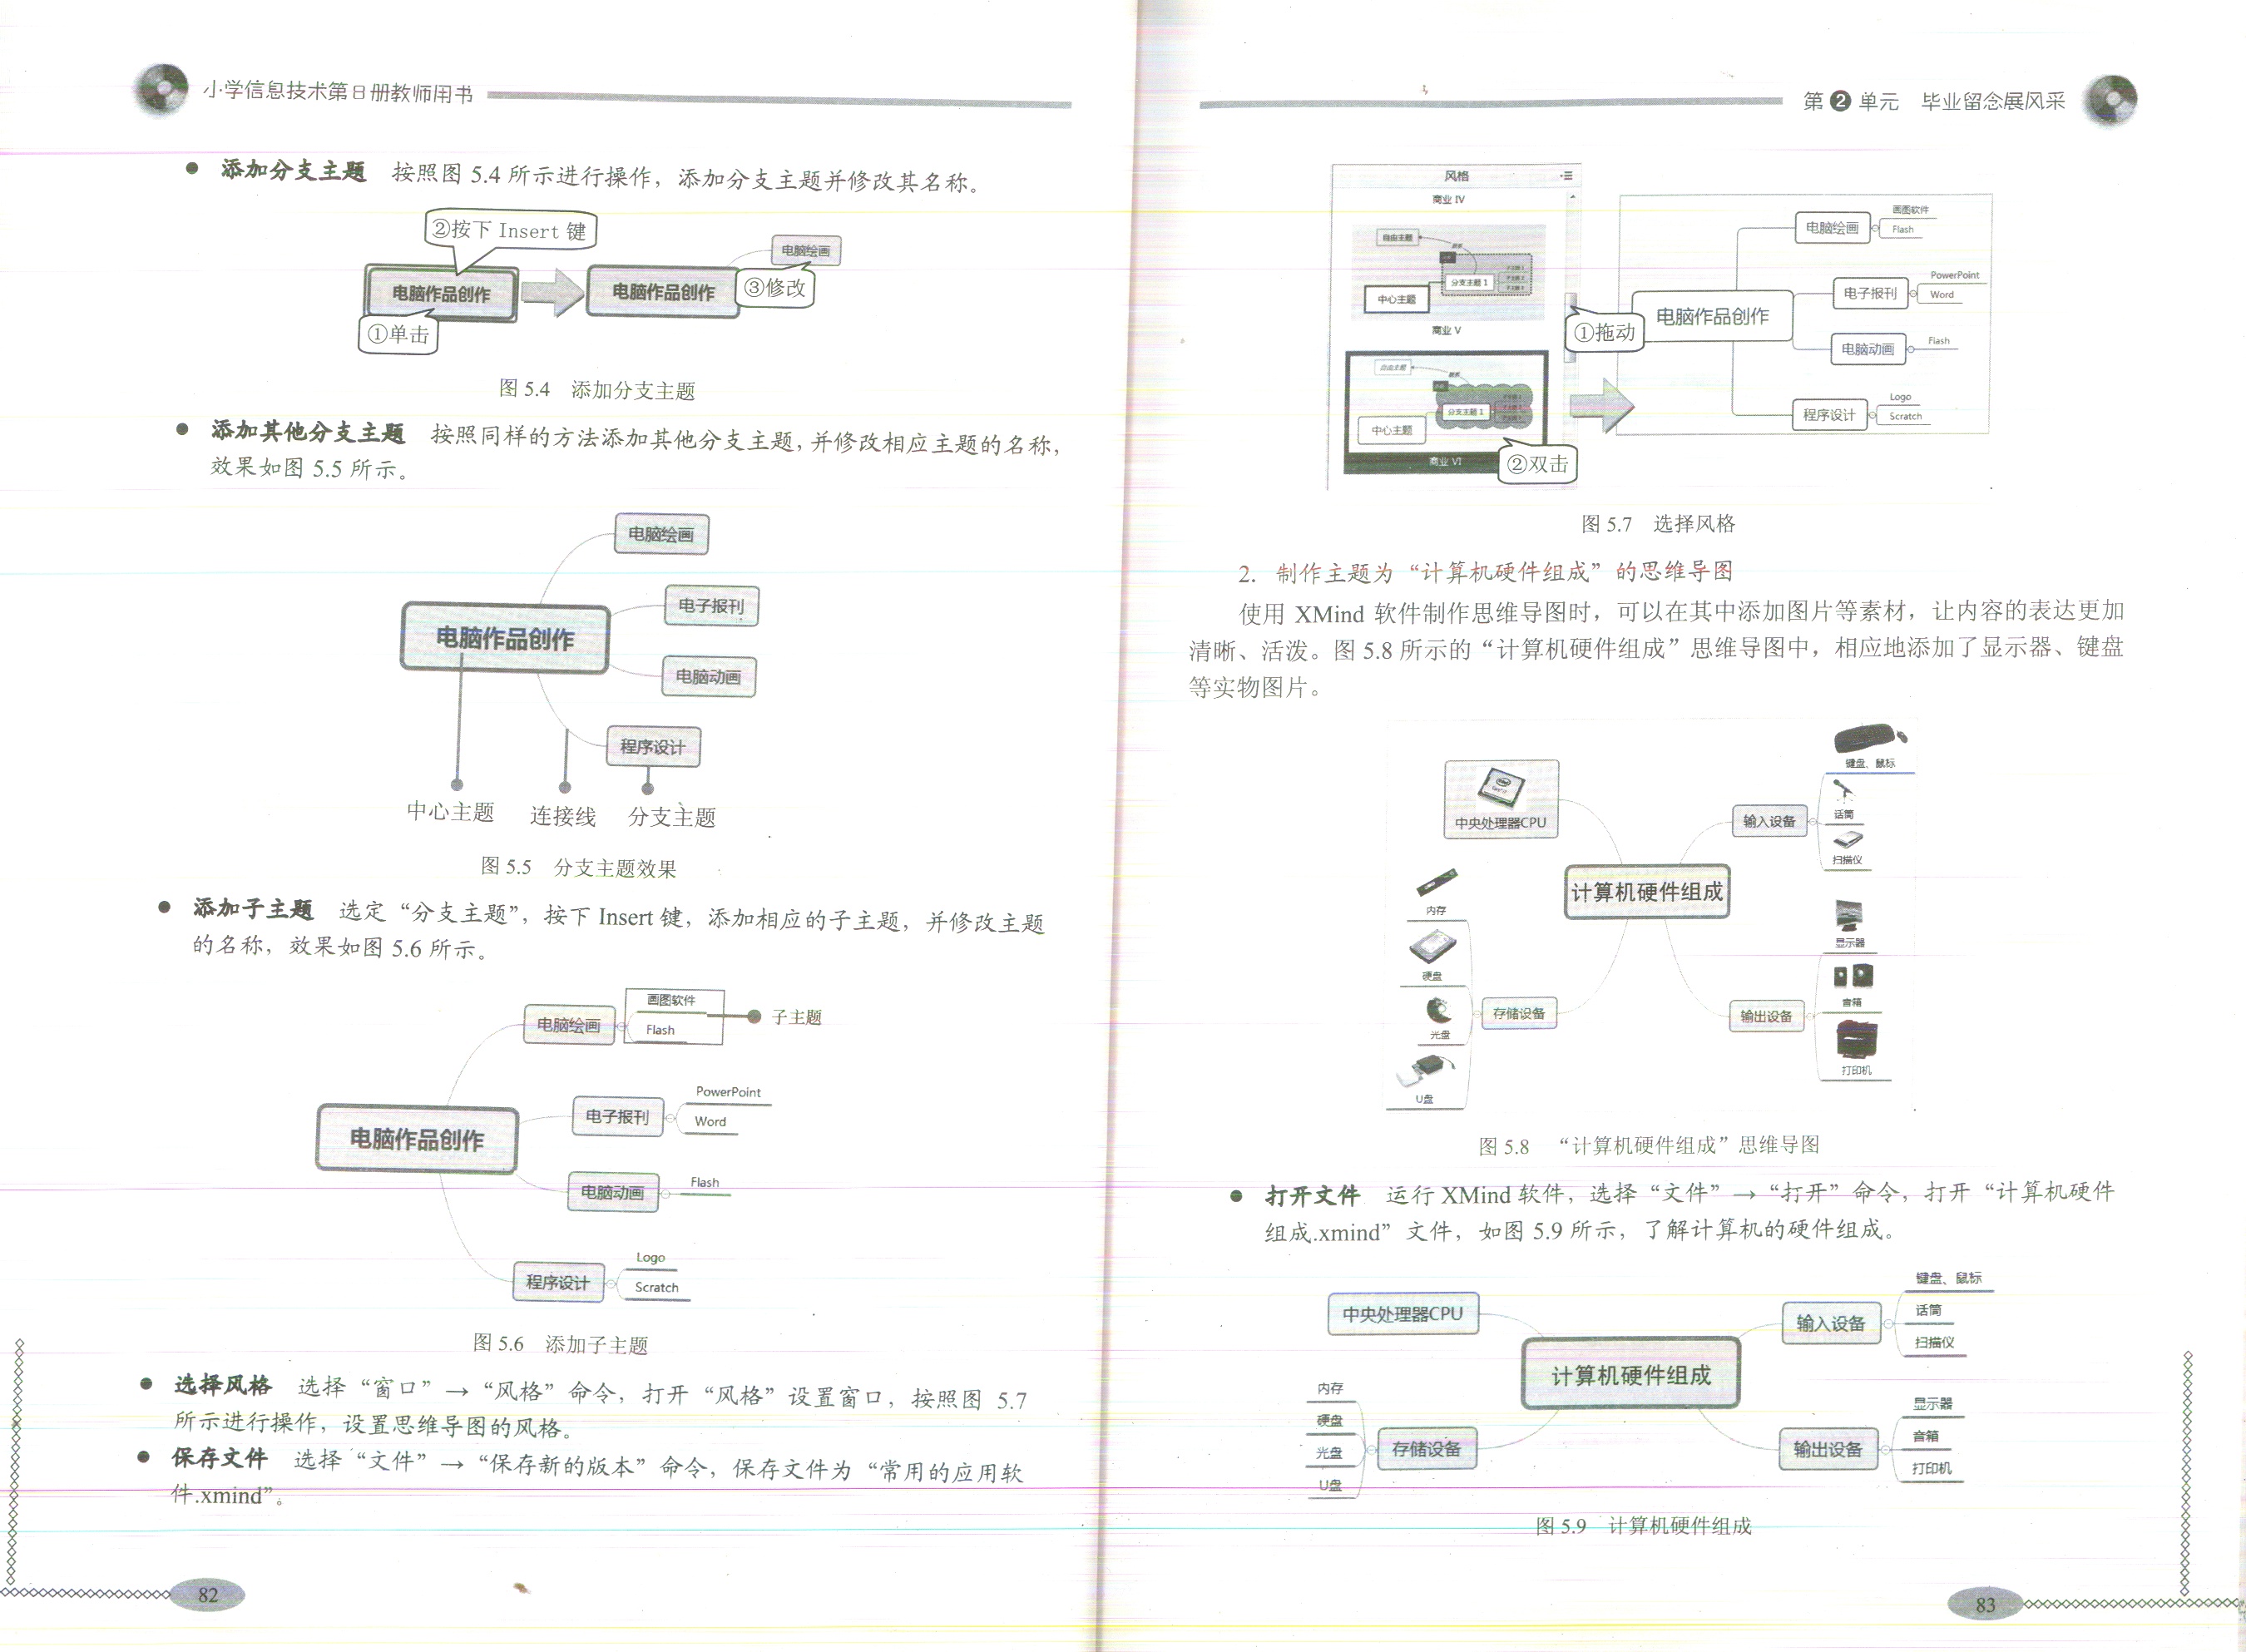 小学信息技术第8册教师用书
● 添加分支主题 按照图 5.4 所示进行操作，添加分支主题并修改其名称。
②按下 Insert 键
电脑作品创作
①单击
电脑作品创作
电脑绘画
③修改
图 5.4 添加分支主题
● 添加其他分支主题 按照同样的方法添加其他分支主题，并修改相应主题的名称，
效果如图 5.5 所示。
电脑绘画
电子报刊
电脑作品创作
电脑动画
程序设计
中心主题 连接线 分支主题
图 5.5 分支主题效果
● 添加子主题 选定“分支主题”，按下 Insert 键，添加相应的子主题，并修改主题
的名称，效果如图 5.6 所示。
画图软件
电脑绘画
Flash
子主题
PowerPoint
电子报刊
Word
电脑作品创作
电脑动画
Flash
Logo
程序设计
Scratch
图 5.6 添加子主题
● 选择风格 选择“窗口”→“风格”命令，打开“风格”设置窗口，按照图 5.7
所示进行操作，设置思维导图的风格。
● 保存文件 选择“文件”→“保存新的版本”命令，保存文件为“常用的应用软
件.xmind”。
82
第 2 单元 毕业留念展风采
风格
商业 IV
自由主题
分支主题 1
中心主题
商业 V
自由主题
分支主题 1
中心主题
商业 VI
①拖动
②双击
画图软件
电脑绘画
Flash
PowerPoint
电子报刊
Word
电脑作品创作
电脑动画
Flash
Logo
程序设计
Scratch
图 5.7 选择风格
2. 制作主题为“计算机硬件组成”的思维导图
使用 XMind 软件制作思维导图时，可以在其中添加图片等素材，让内容的表达更加
清晰、活泼。图 5.8 所示的“计算机硬件组成”思维导图中，相应地添加了显示器、键盘
等实物图片。
中央处理器CPU
键盘、鼠标
输入设备
话筒
扫描仪
计算机硬件组成
内存
硬盘
存储设备
光盘
U盘
显示器
音箱
输出设备
打印机
图 5.8 “计算机硬件组成”思维导图
● 打开文件 运行 XMind 软件，选择“文件”→“打开”命令，打开“计算机硬件
组成.xmind”文件，如图 5.9 所示，了解计算机的硬件组成。
中央处理器CPU
键盘、鼠标
输入设备
话筒
扫描仪
计算机硬件组成
内存
硬盘
光盘
存储设备
U盘
显示器
音箱
输出设备
打印机
图 5.9 计算机硬件组成
83